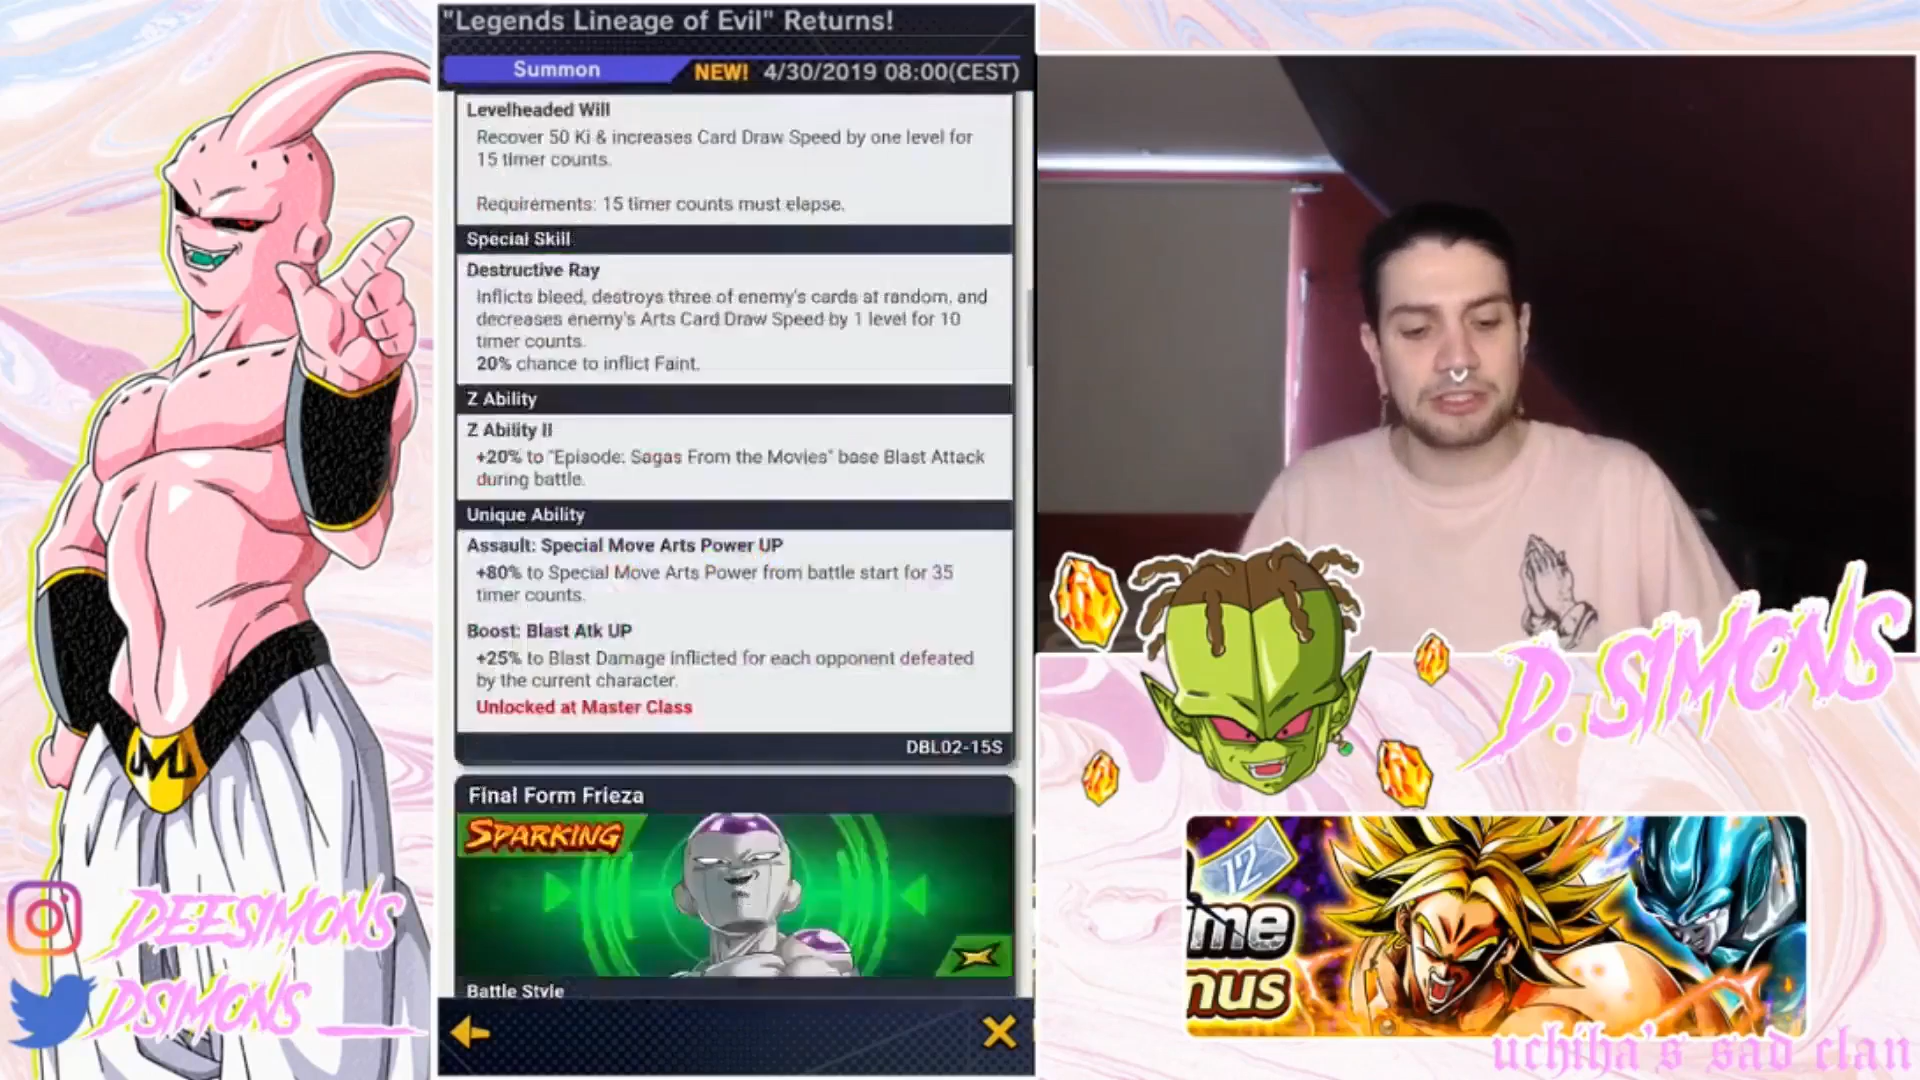 "Legends Lineage of Evil" Returns!
Summon
NEW! 4/30/2019 08:00(CEST)
Levelheaded Will
Recover 50 Ki & increases Card Draw Speed by one level for
15 timer counts.
Requirements: 15 timer counts must elapse.
Special Skill
Destructive Ray
Inflicts bleed, destroys three of enemy's cards at random, and
decreases enemy's Arts Card Draw Speed by 1 level for 10
timer counts.
20% chance to inflict Faint.
Z Ability
Z Ability II
+20% to "Episode: Sagas From the Movies" base Blast Attack
during battle.
Unique Ability
Assault: Special Move Arts Power UP
+80% to Special Move Arts Power from battle start for 35
timer counts.
Boost: Blast Atk UP
+25% to Blast Damage inflicted for each opponent defeated
by the current character.
Unlocked at Master Class
DBL02-15S
Final Form Frieza
SPARKING
Battle Style
M
DEESIMONS
DSIMONS__
D.SIMONS
12
ime
nus
uchiha's sad clan